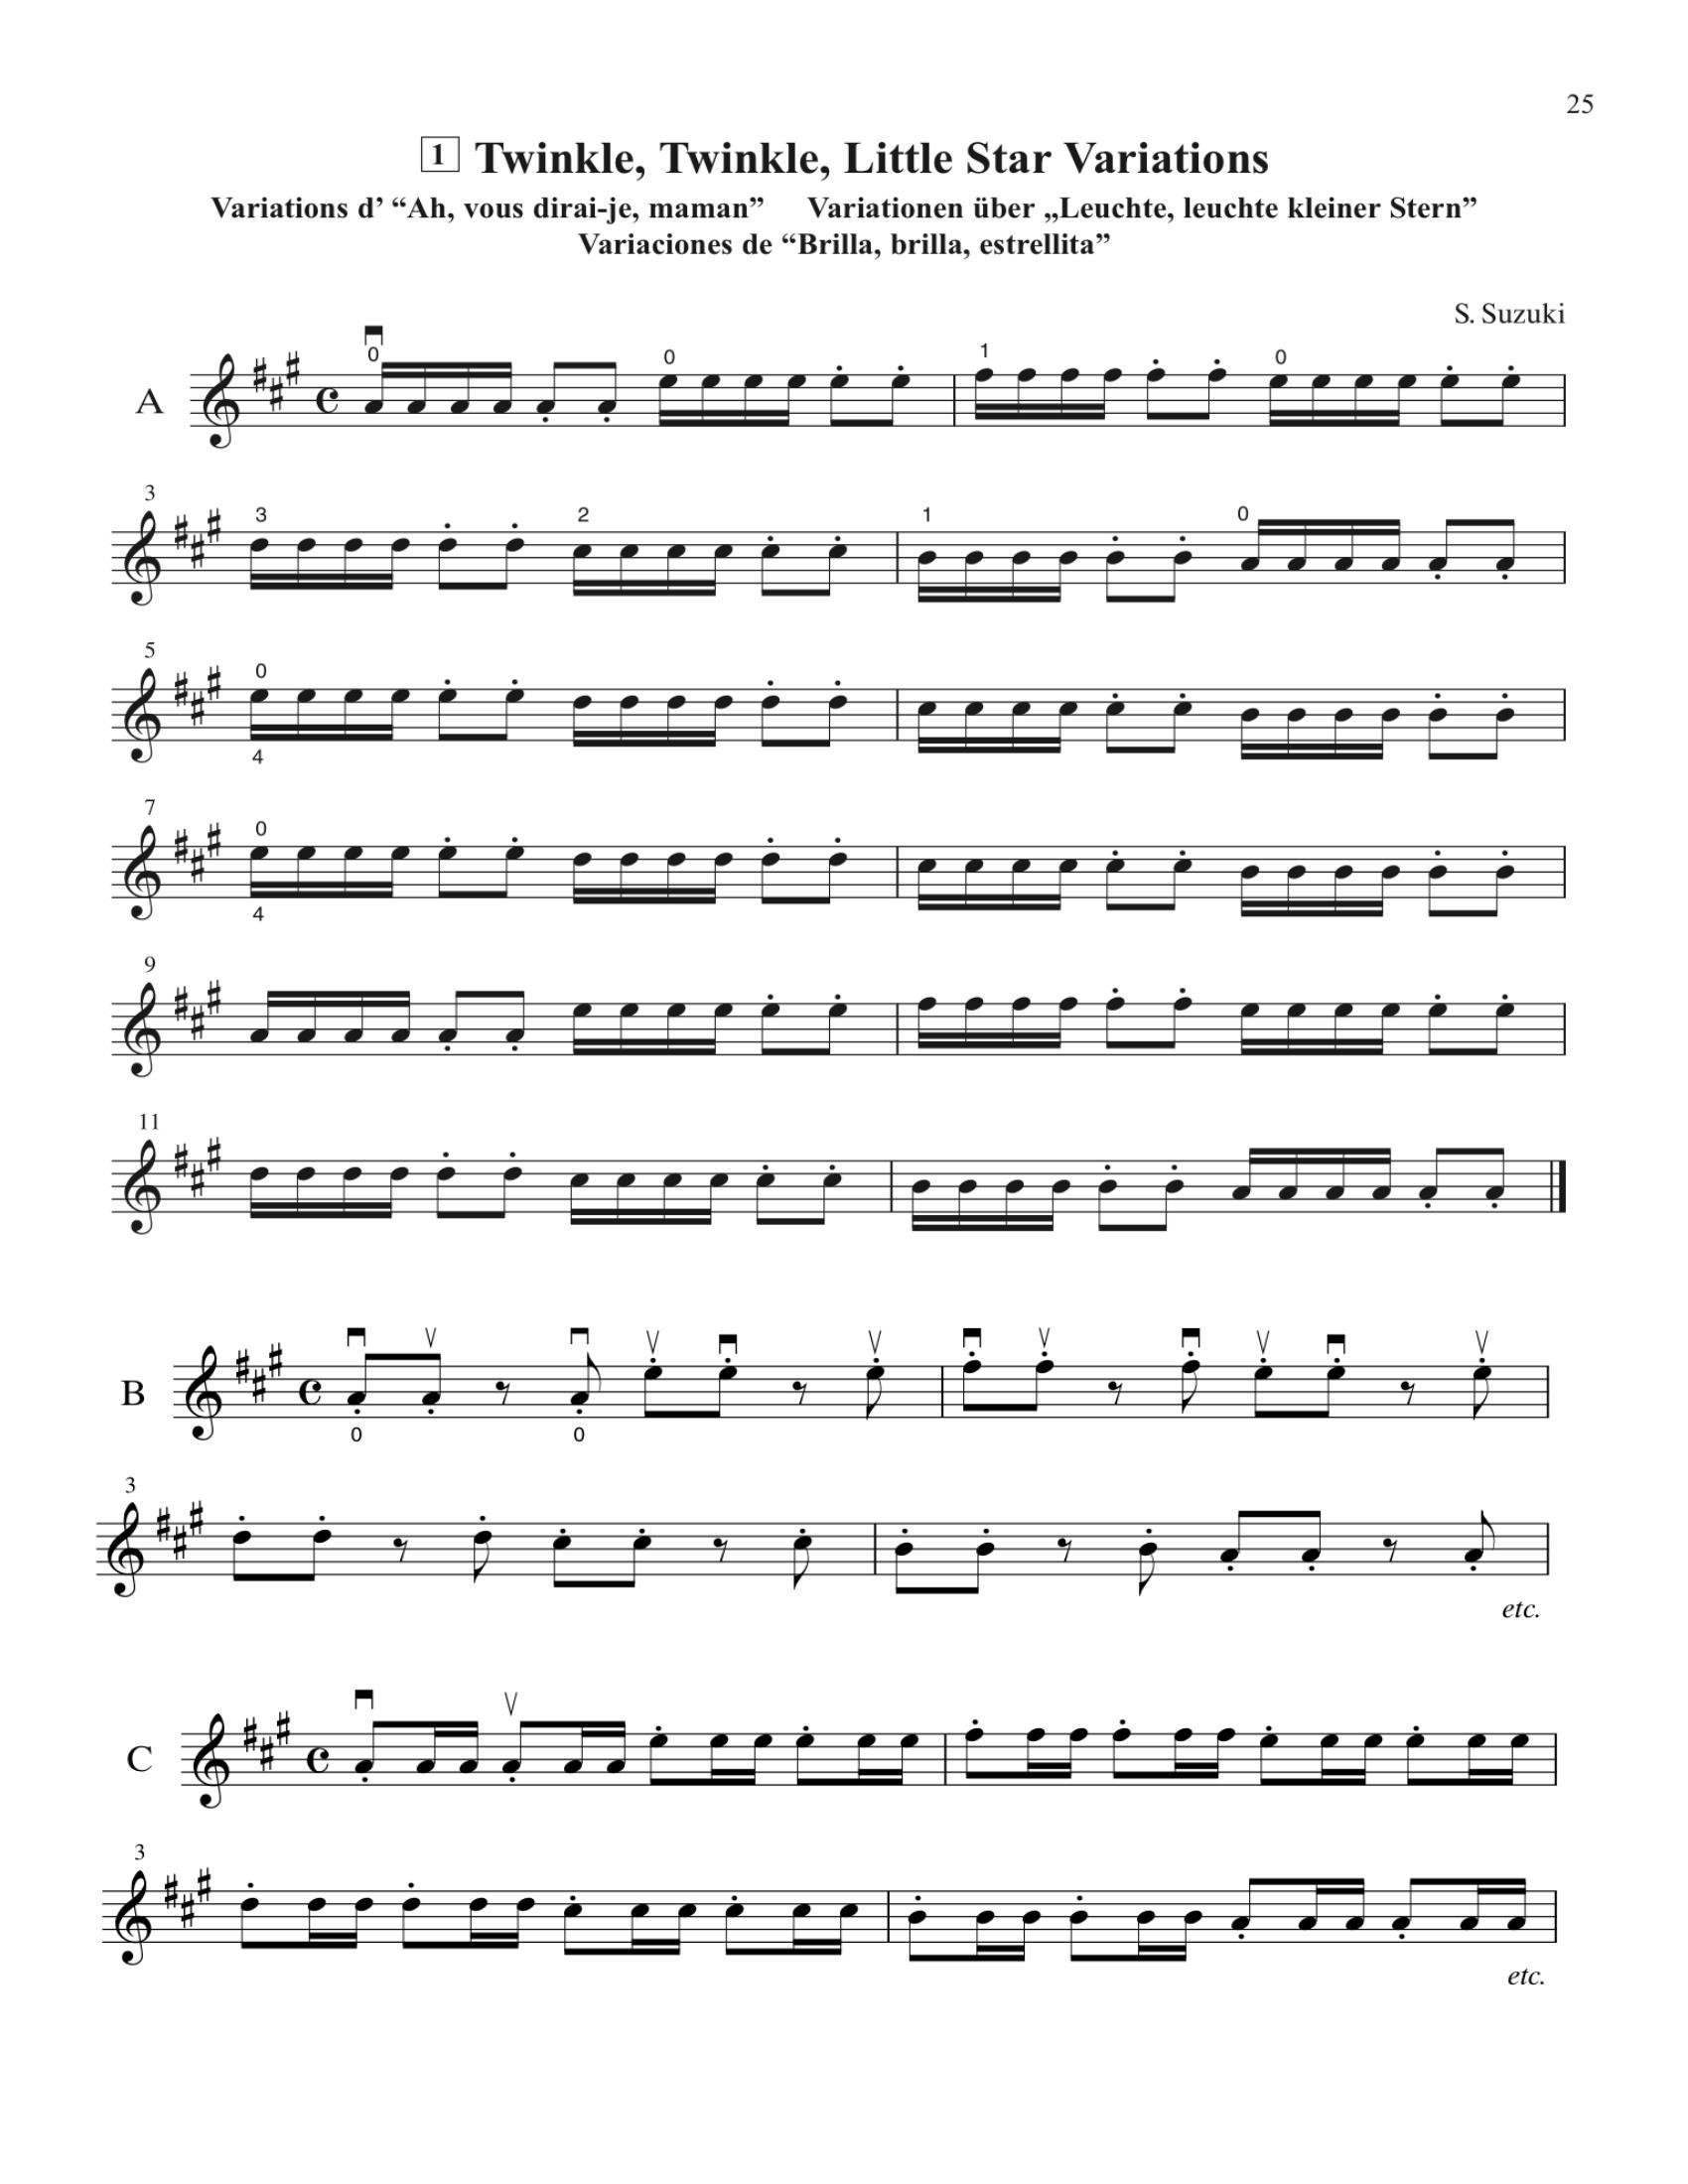 25
1 Twinkle, Twinkle, Little Star Variations
Variations d’ “Ah, vous dirai-je, maman” Variationen über „Leuchte, leuchte kleiner Stern”
Variaciones de “Brilla, brilla, estrellita”
S. Suzuki
0 0 1 0
A
3
3 2 1 0
5
0
4
7
0
4
9
11
B
0 0
3
etc.
C
3
etc.